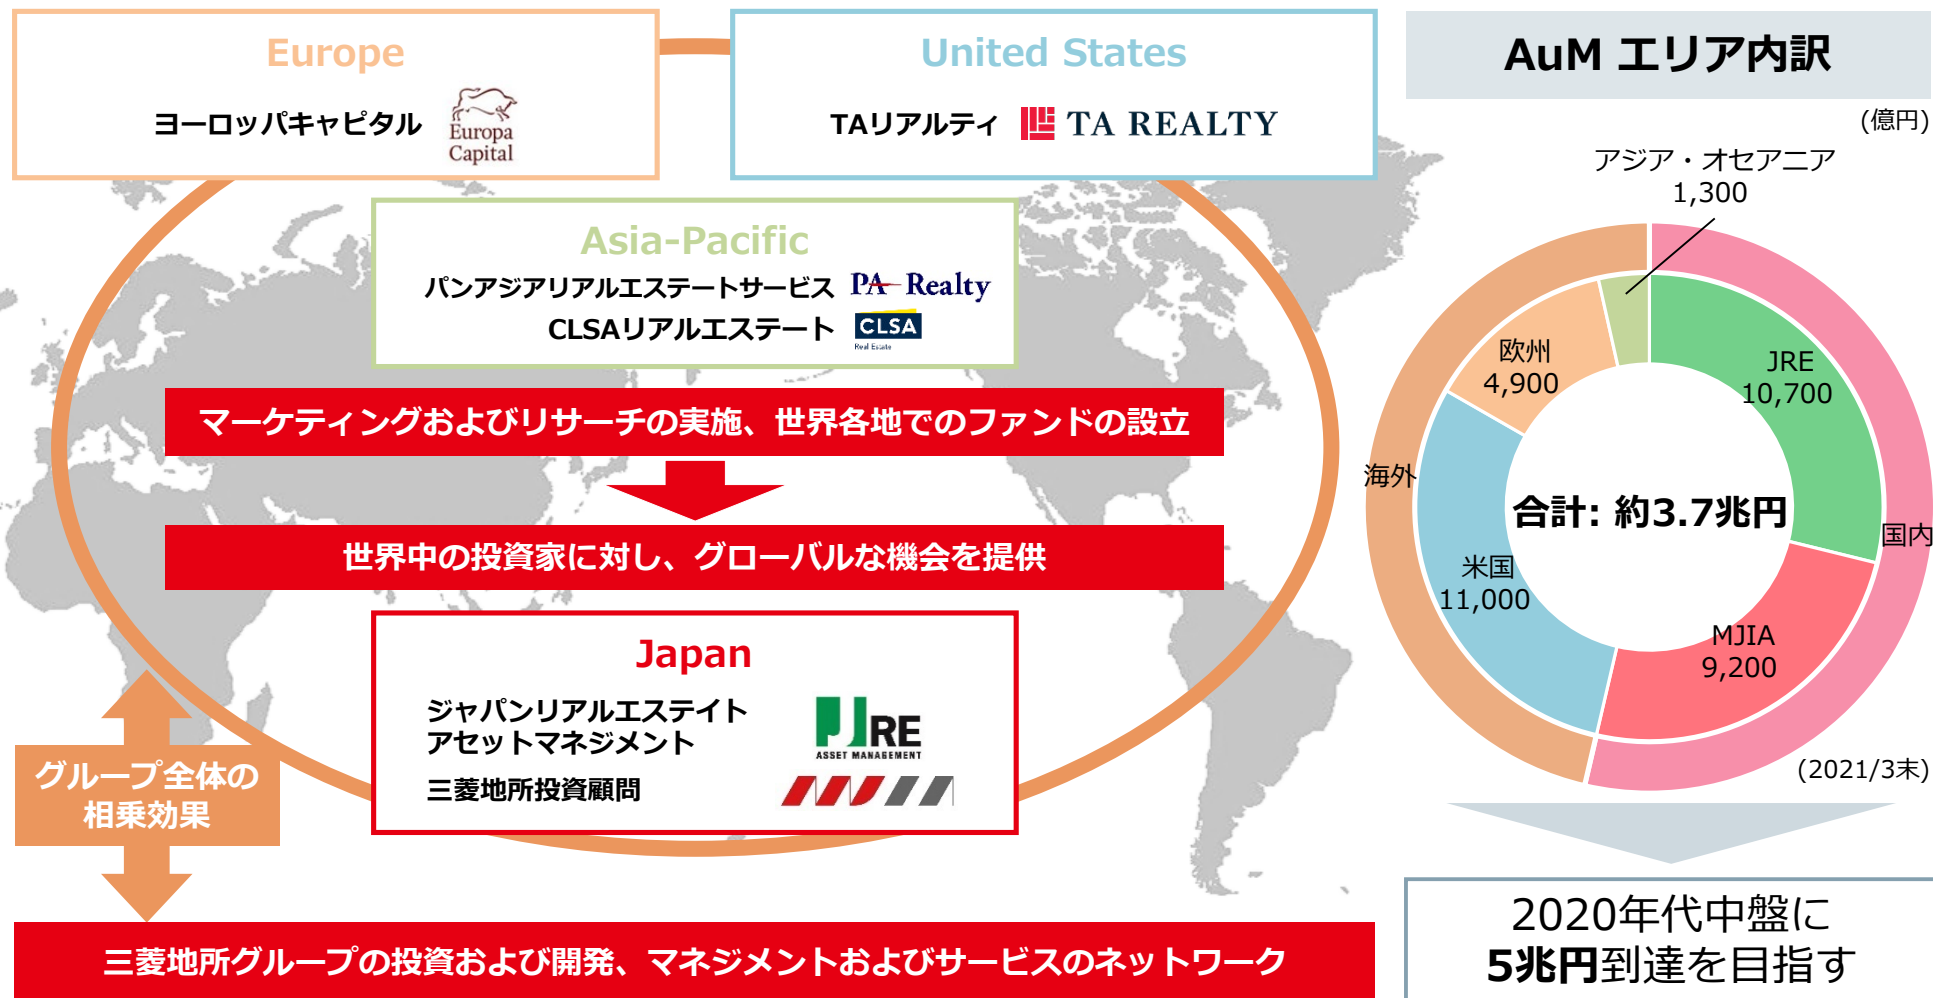 Europe
ヨーロッパキャピタル
Europa
Capital
United States
TAリアルティ
TA REALTY
Asia-Pacific
パンアジアリアルエステートサービス
PA Realty
CLSAリアルエステート
CLSA
Real Estate
マーケティングおよびリサーチの実施、世界各地でのファンドの設立
世界中の投資家に対し、グローバルな機会を提供
Japan
ジャパンリアルエステイト
アセットマネジメント
JRE
ASSET MANAGEMENT
三菱地所投資顧問
グループ全体の
相乗効果
三菱地所グループの投資および開発、マネジメントおよびサービスのネットワーク
AuM エリア内訳
(億円)
アジア・オセアニア
1,300
欧州
4,900
JRE
10,700
海外
合計: 約3.7兆円
国内
米国
11,000
MJIA
9,200
(2021/3末)
2020年代中盤に
5兆円到達を目指す